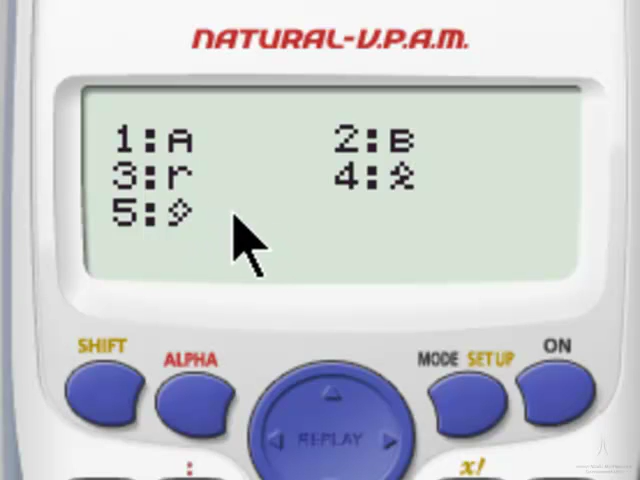 NATURAL-V.P.A.M.
1:A 2:B
3:r 4:x̂
5:ŷ
SHIFT ALPHA MODE SETUP ON
REPLAY
: x!